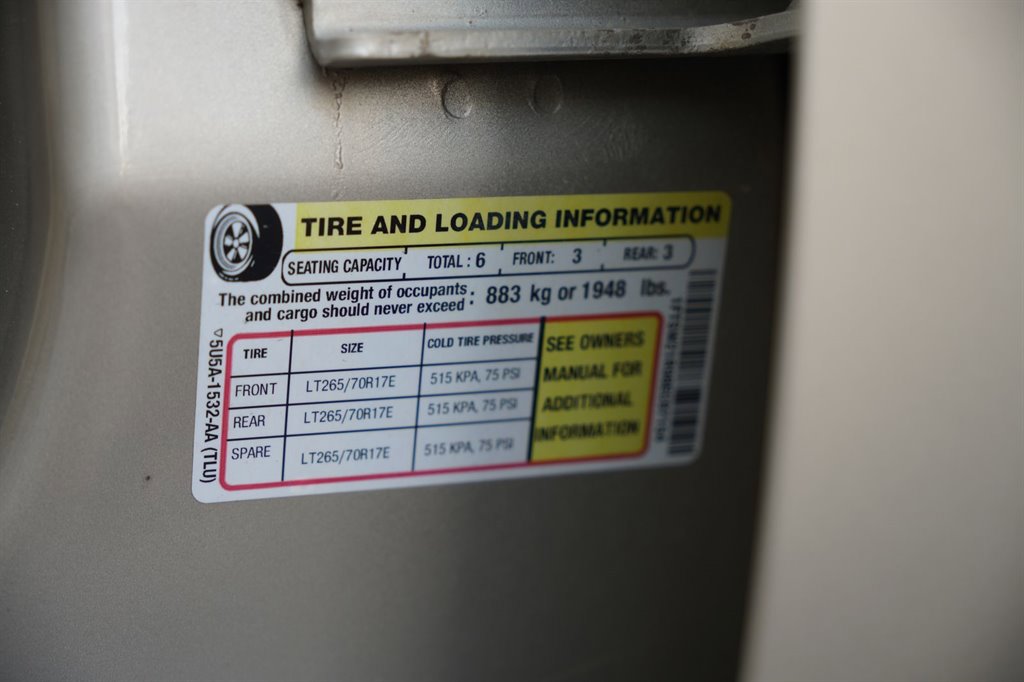 TIRE AND LOADING INFORMATION
SEATING CAPACITY TOTAL : 6 FRONT: 3 REAR: 3
The combined weight of occupants
and cargo should never exceed : 883 kg or 1948 lbs.
TIRE SIZE COLD TIRE PRESSURE
FRONT LT265/70R17E 515 KPA, 75 PSI
REAR LT265/70R17E 515 KPA, 75 PSI
SPARE LT265/70R17E 515 KPA, 75 PSI
SEE OWNERS
MANUAL FOR
ADDITIONAL
INFORMATION
5U5A-1532-AA (TLU)